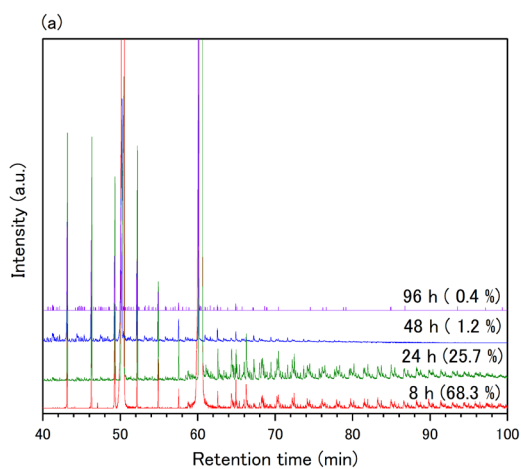 (a)
Intensity (a.u.)
96 h ( 0.4 %)
48 h ( 1.2 %)
24 h (25.7 %)
8 h (68.3 %)
40 50 60 70 80 90 100
Retention time (min)